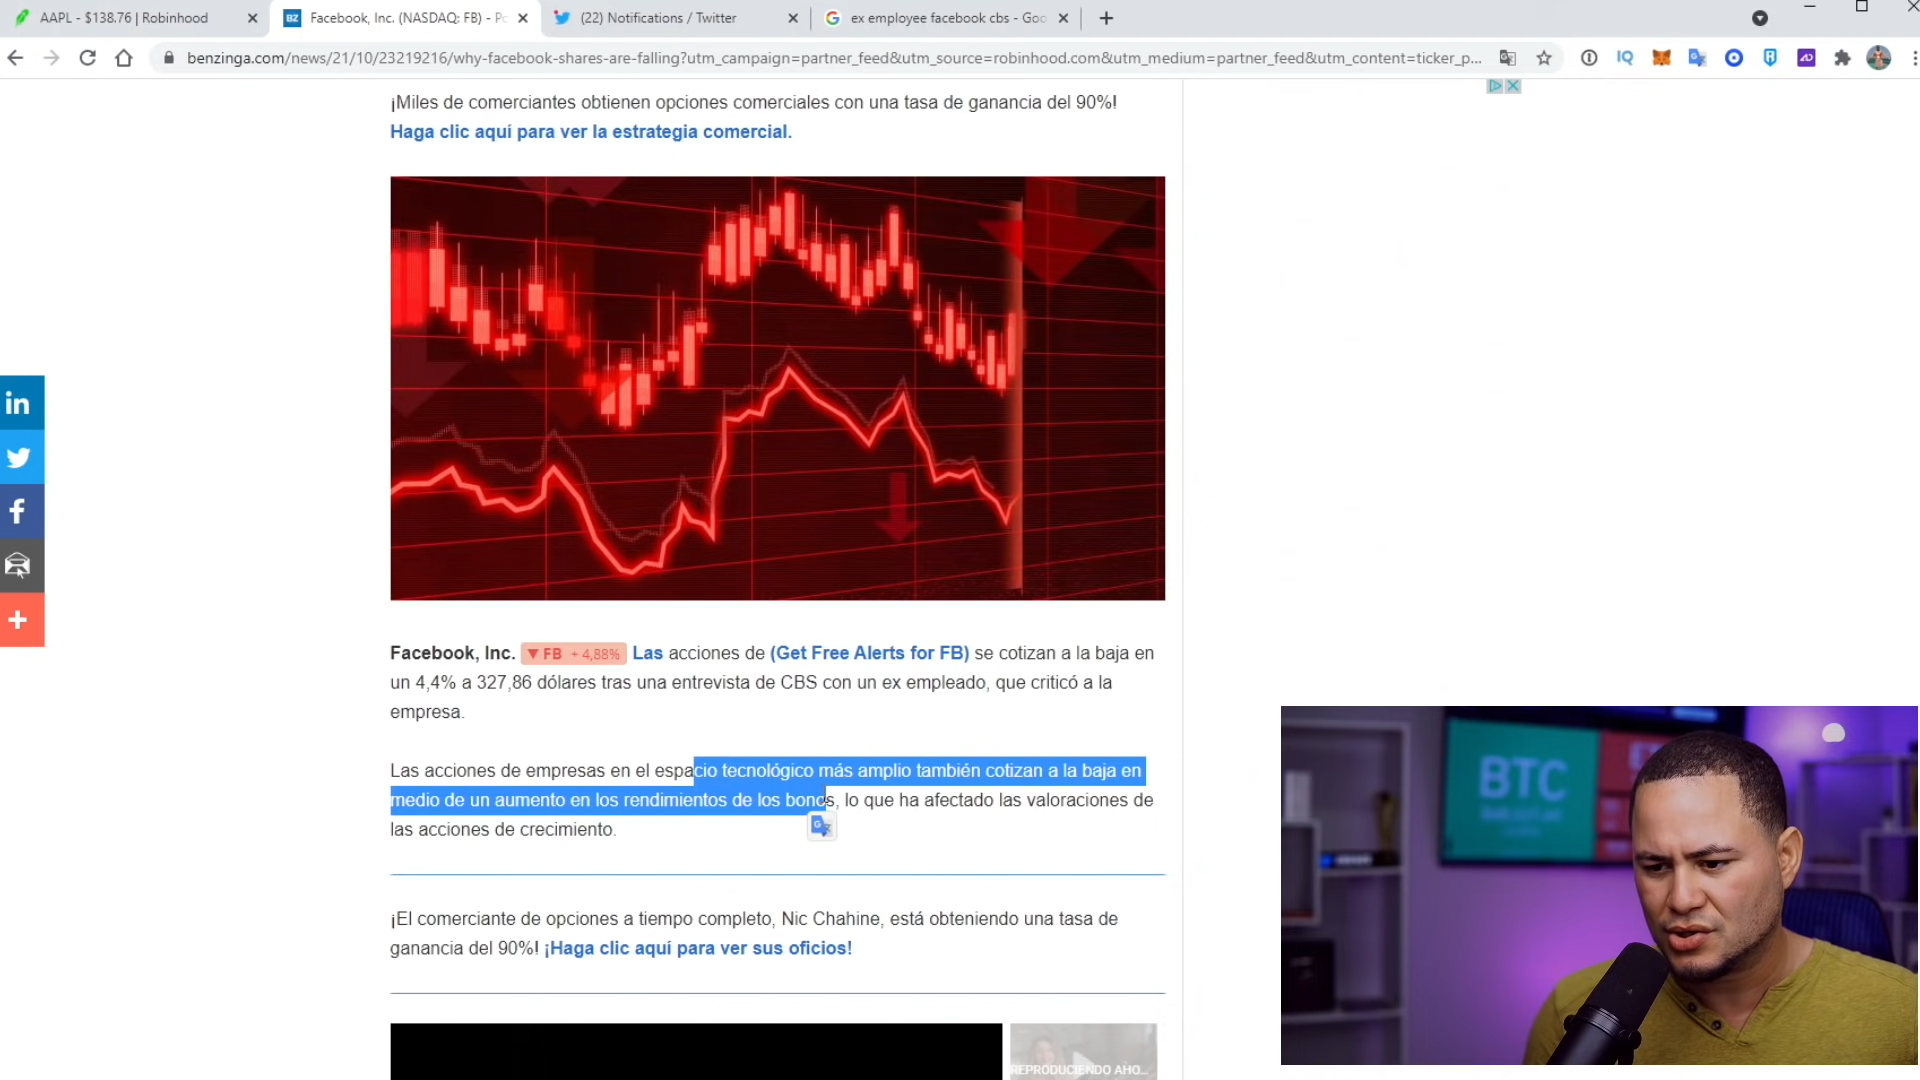 AAPL - $138.76 | Robinhood
BZ
Facebook, Inc. (NASDAQ: FB) - Po
(22) Notifications / Twitter
ex employee facebook cbs - Goo
benzinga.com/news/21/10/23219216/why-facebook-shares-are-falling?utm_campaign=partner_feed&utm_source=robinhood.com&utm_medium=partner_feed&utm_content=ticker_p...
IQ
¡Miles de comerciantes obtienen opciones comerciales con una tasa de ganancia del 90%!
Haga clic aquí para ver la estrategia comercial.
in
f
Facebook, Inc. ▼ FB + 4,88% Las acciones de (Get Free Alerts for FB) se cotizan a la baja en
un 4,4% a 327,86 dólares tras una entrevista de CBS con un ex empleado, que criticó a la
empresa.
Las acciones de empresas en el espacio tecnológico más amplio también cotizan a la baja en
medio de un aumento en los rendimientos de los bonos, lo que ha afectado las valoraciones de
las acciones de crecimiento.
¡El comerciante de opciones a tiempo completo, Nic Chahine, está obteniendo una tasa de
ganancia del 90%! ¡Haga clic aquí para ver sus oficios!
REPRODUCIENDO AHO...
BTC